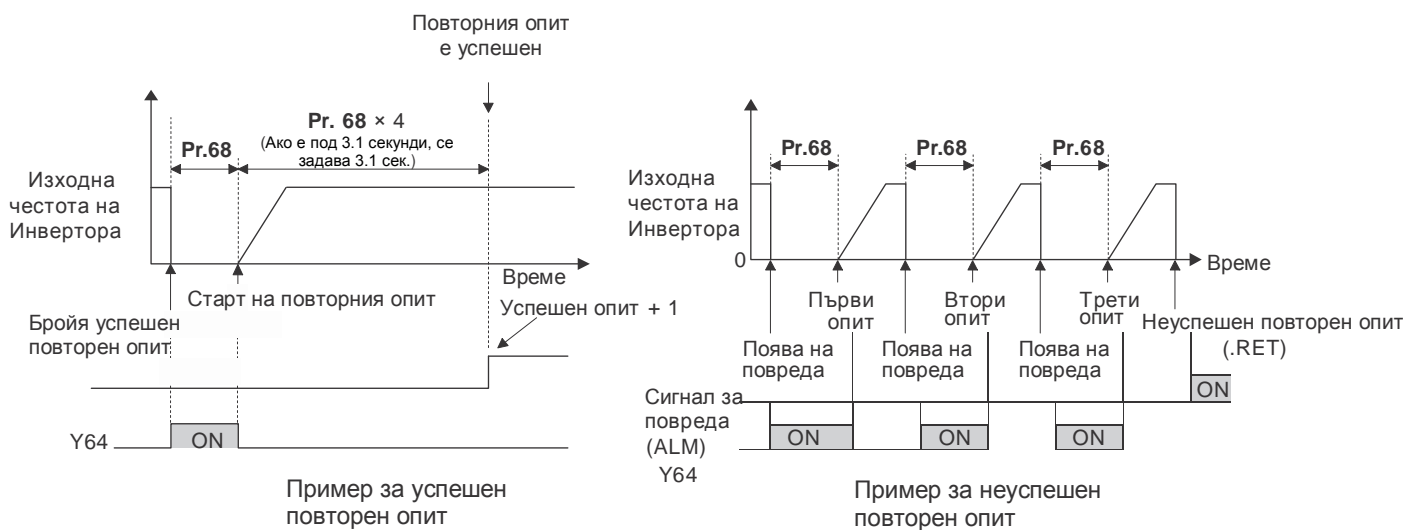 Повторния опит
е успешен
Pr. 68 × 4
(Ако е под 3.1 секунди, се
задава 3.1 сек.)
Pr.68
Изходна
честота на
Инвертора
Време
Старт на повторния опит
Успешен опит + 1
Бройя успешен
повторен опит
Y64
ON
Пример за успешен
повторен опит
Pr.68
Pr.68
Pr.68
Изходна
честота на
Инвертора
0
Време
Първи
опит
Втори
опит
Трети
опит
Неуспешен повторен опит
(.RET)
Поява на
повреда
Поява на
повреда
Поява на
повреда
ON
Сигнал за
повреда
(ALM)
ON
ON
ON
Y64
Пример за неуспешен
повторен опит